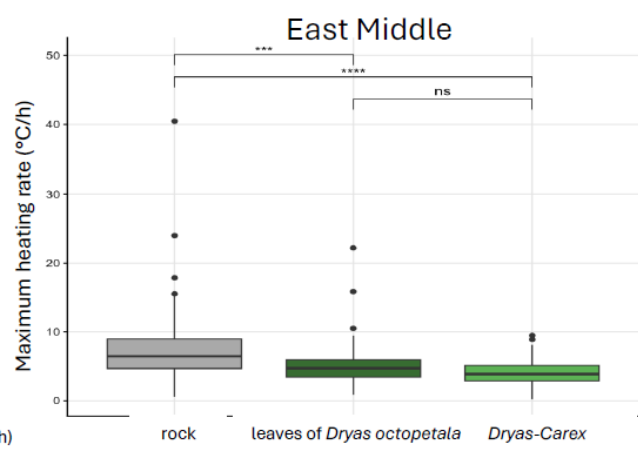 East Middle
***
****
ns
Maximum heating rate (°C/h)
50
40
30
20
10
0
h)
rock
leaves of Dryas octopetala
Dryas-Carex